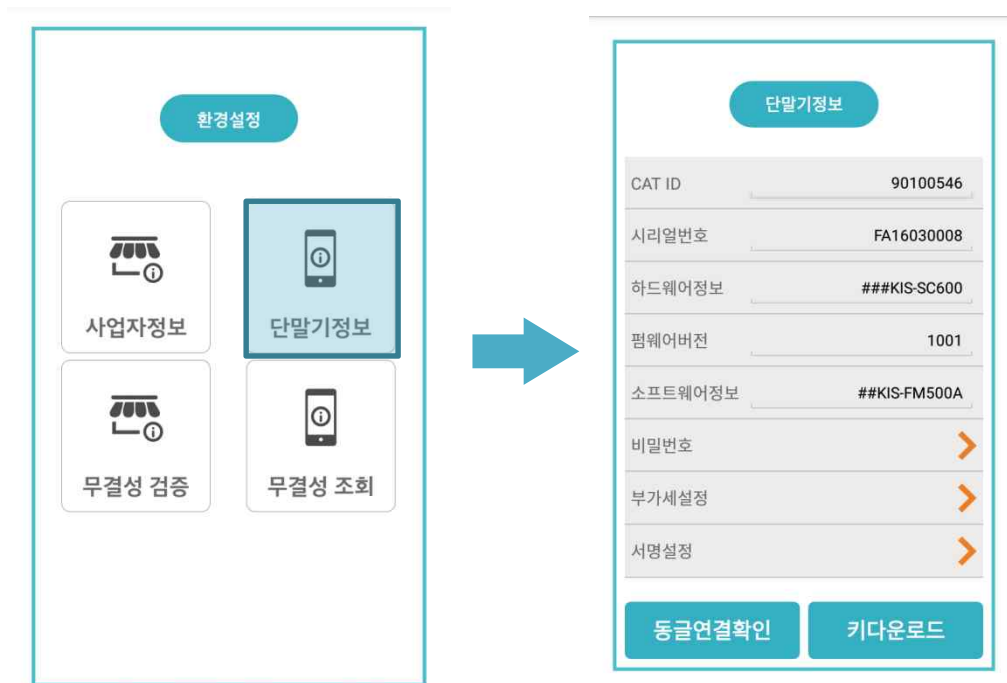 환경설정
사업자정보
단말기정보
무결성 검증
무결성 조회
단말기정보
CAT ID 90100546
시리얼번호 FA16030008
하드웨어정보 ###KIS-SC600
펌웨어버전 1001
소프트웨어정보 ##KIS-FM500A
비밀번호
부가세설정
서명설정
동글연결확인
키다운로드